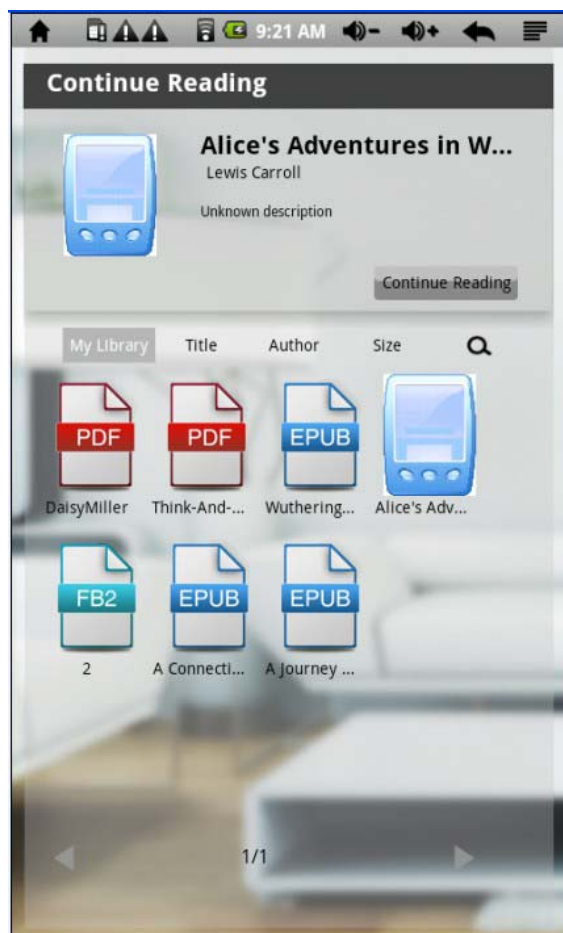 9:21 AM
Continue Reading
Alice's Adventures in W...
Lewis Carroll
Unknown description
Continue Reading
My Library Title Author Size
PDF PDF EPUB
DaisyMiller Think-And-... Wuthering... Alice's Adv...
FB2 EPUB EPUB
2 A Connecti... A Journey ...
1/1